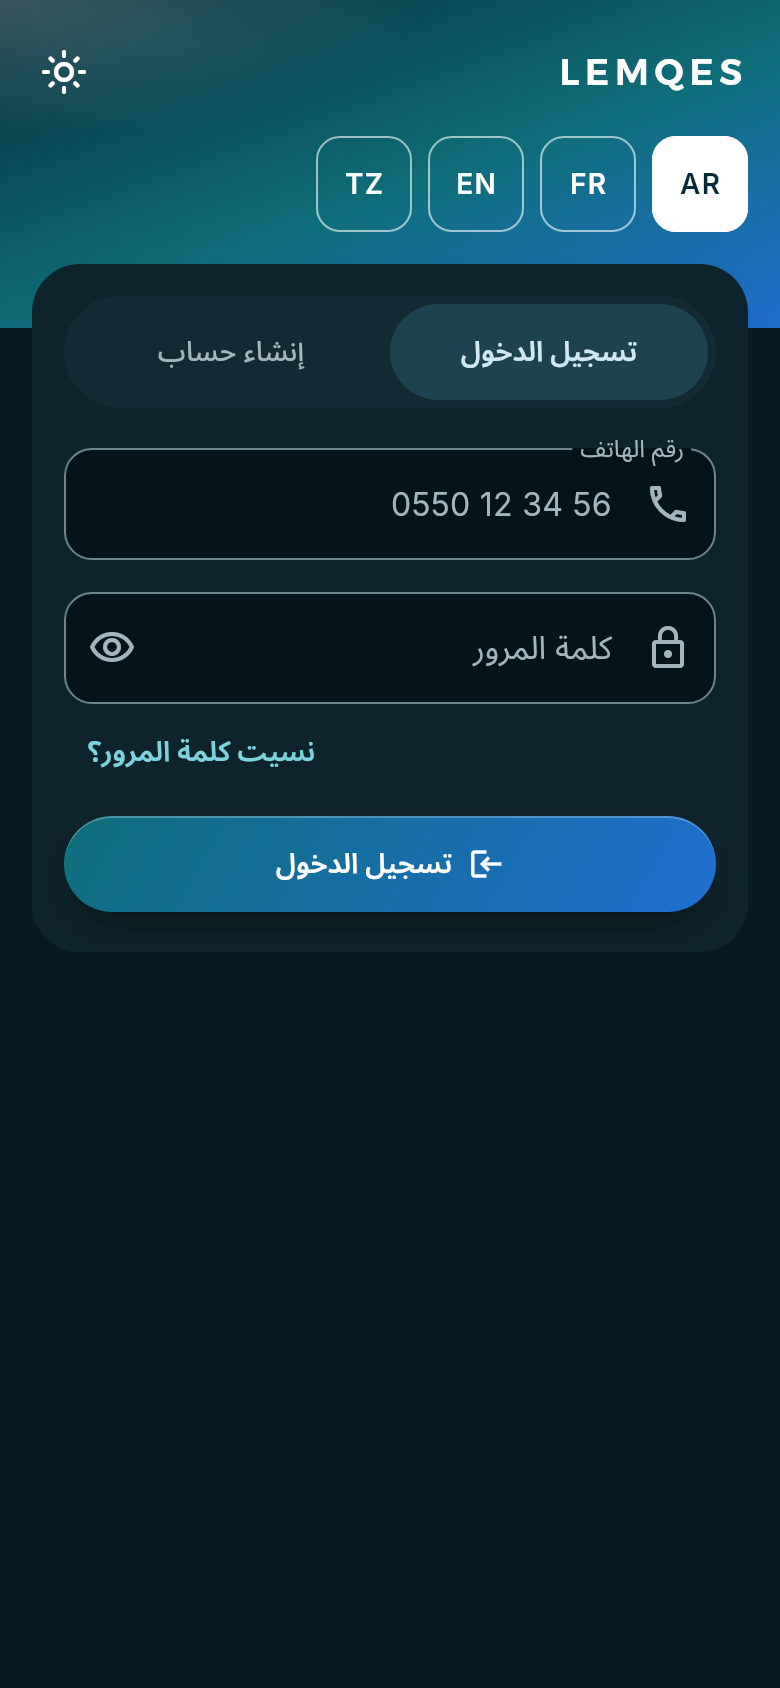 LEMQES
AR FR EN TZ
تسجيل الدخول
إنشاء حساب
رقم الهاتف
0550 12 34 56
كلمة المرور
نسيت كلمة المرور؟
تسجيل الدخول